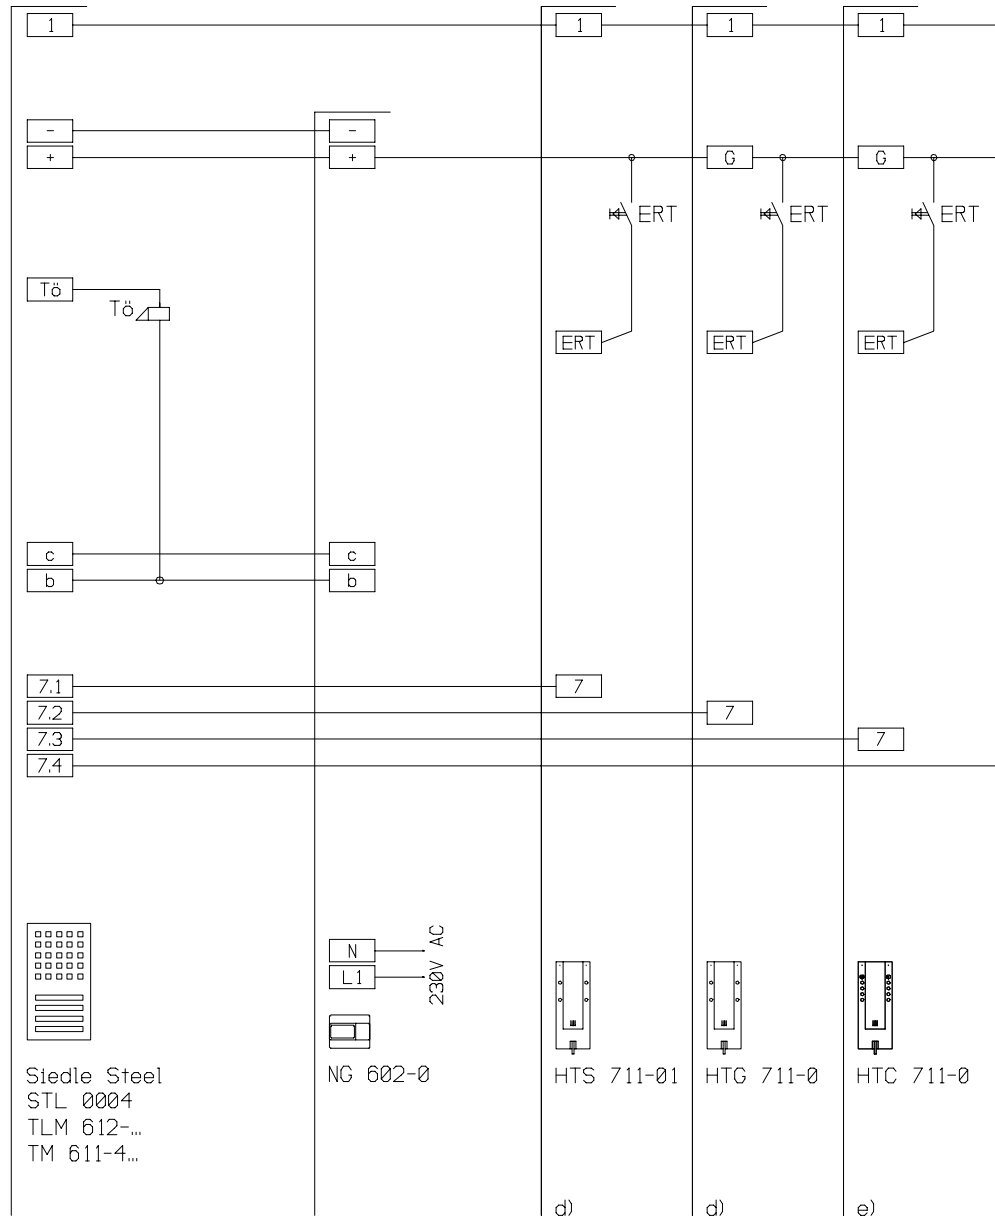 1 1 1 1
- -
+ + G G
ERT ERT ERT
Tö
Tö
ERT ERT ERT
c c
b b
7.1 7
7.2 7
7.3 7
7.4
N
L1
230V AC
Siedle Steel
STL 0004
TLM 612-...
TM 611-4...
NG 602-0
HTS 711-01
HTG 711-0
HTC 711-0
d) d) e)